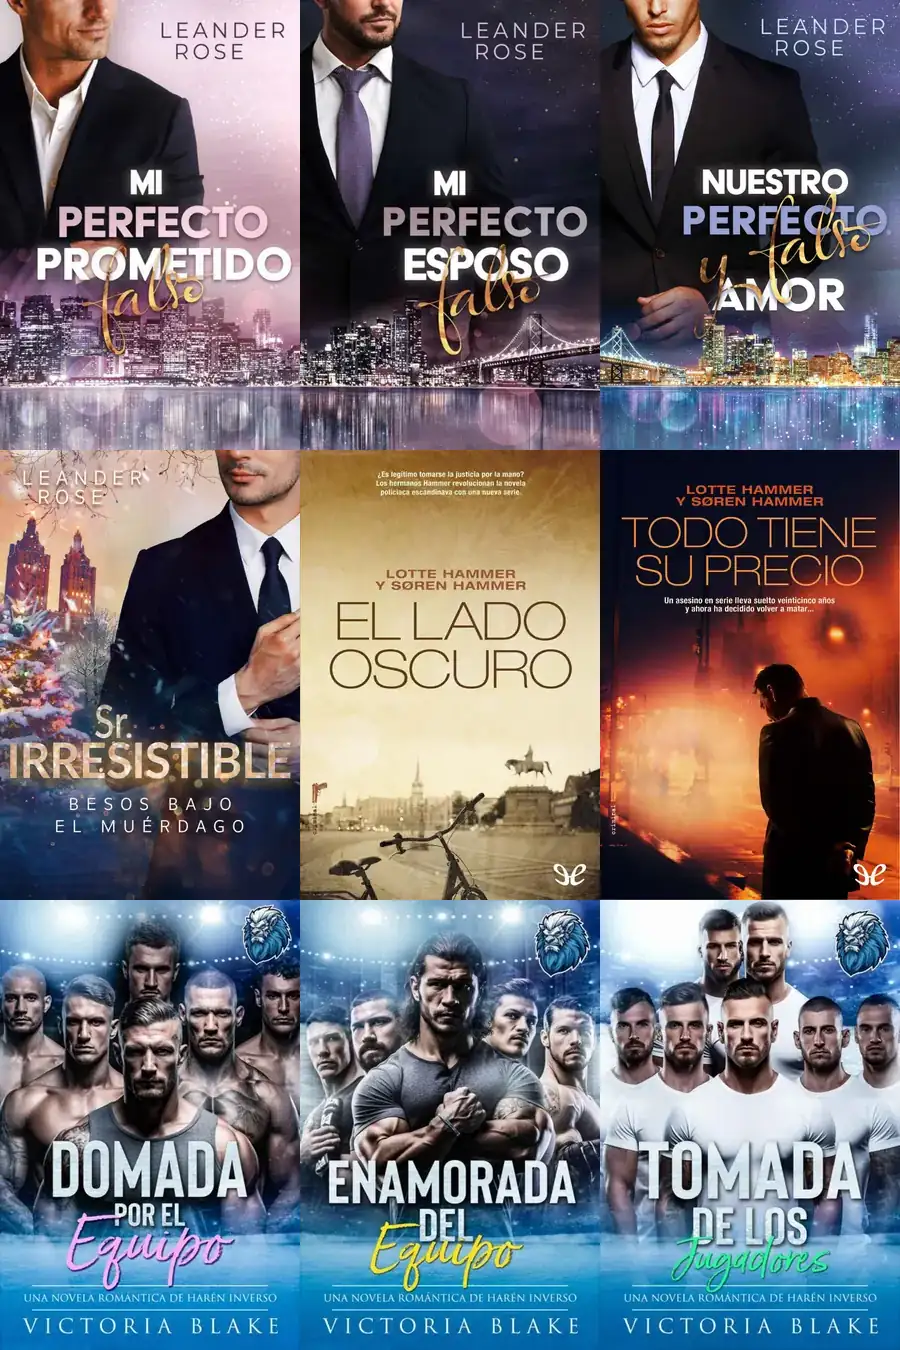 LEANDER
ROSE
MI
PERFECTO
PROMETIDO
falso
LEANDER
ROSE
MI
PERFECTO
ESPOSO
falso
LEANDER
ROSE
NUESTRO
PERFECTO
y falso
AMOR
LEANDER
ROSE
Sr.
IRRESISTIBLE
BESOS BAJO
EL MUÉRDAGO
¿Es legítimo tomarse la justicia por la mano?
Los hermanos Hammer revolucionan la novela
policíaca escandinava con una nueva serie.
LOTTE HAMMER
Y SØREN HAMMER
EL LADO
OSCURO
LOTTE HAMMER
Y SØREN HAMMER
TODO TIENE
SU PRECIO
Un asesino en serie lleva suelto veinticinco años
y ahora ha decidido volver a matar...
criminal
DOMADA
POR EL
Equipo
UNA NOVELA ROMÁNTICA DE HARÉN INVERSO
VICTORIA BLAKE
ENAMORADA
DEL
Equipo
UNA NOVELA ROMÁNTICA DE HARÉN INVERSO
VICTORIA BLAKE
TOMADA
DE LOS
Jugadores
UNA NOVELA ROMÁNTICA DE HARÉN INVERSO
VICTORIA BLAKE